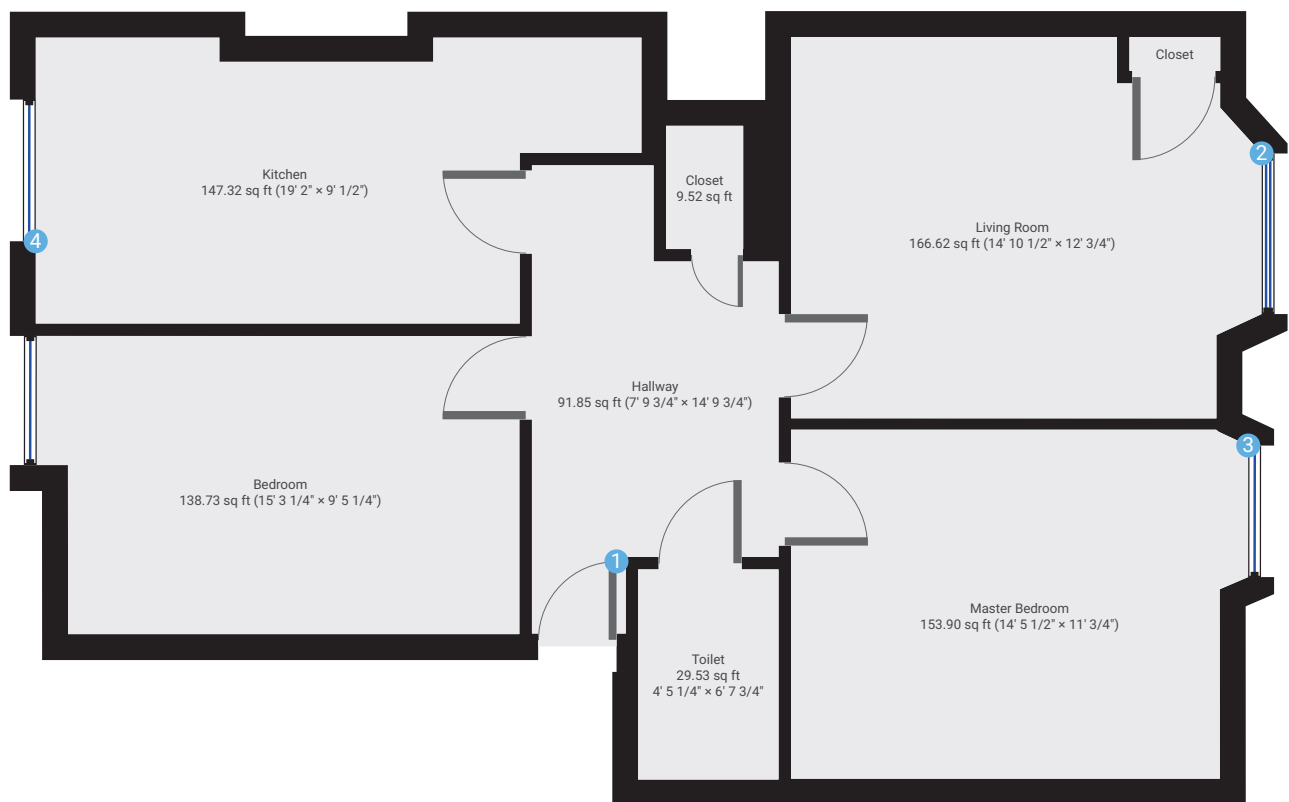 Closet
2
Kitchen
147.32 sq ft (19' 2" × 9' 1/2")
Closet
9.52 sq ft
Living Room
166.62 sq ft (14' 10 1/2" × 12' 3/4")
4
Hallway
91.85 sq ft (7' 9 3/4" × 14' 9 3/4")
3
Bedroom
138.73 sq ft (15' 3 1/4" × 9' 5 1/4")
1
Master Bedroom
153.90 sq ft (14' 5 1/2" × 11' 3/4")
Toilet
29.53 sq ft
4' 5 1/4" × 6' 7 3/4"